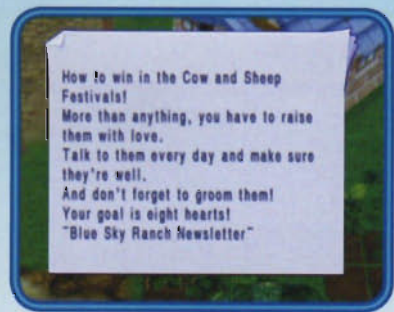 How to win in the Cow and Sheep
Festivals!
More than anything, you have to raise
them with love.
Talk to them every day and make sure
they're well.
And don't forget to groom them!
Your goal is eight hearts!
~Blue Sky Ranch Newsletter~